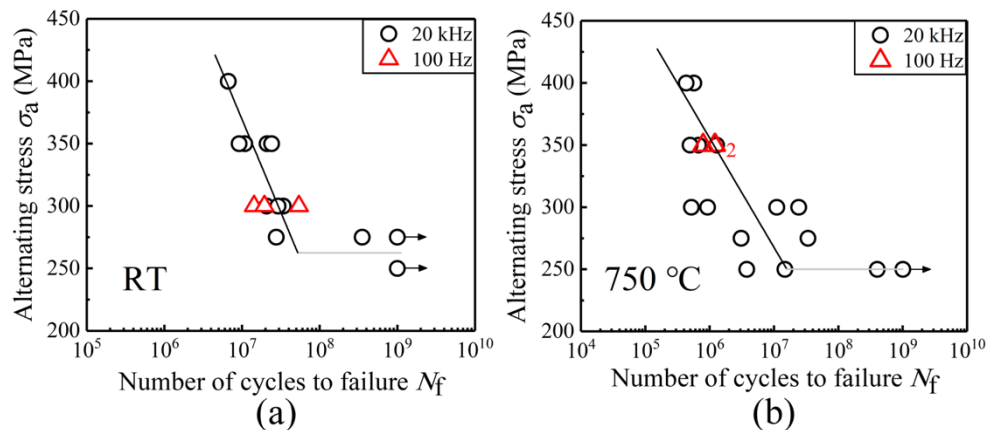 450
400
350
300
250
200
Alternating stress σa (MPa)
20 kHz
100 Hz
RT
10^5 10^6 10^7 10^8 10^9 10^10
Number of cycles to failure Nf
(a)
450
400
350
300
250
200
Alternating stress σa (MPa)
20 kHz
100 Hz
2
750 °C
10^4 10^5 10^6 10^7 10^8 10^9 10^10
Number of cycles to failure Nf
(b)